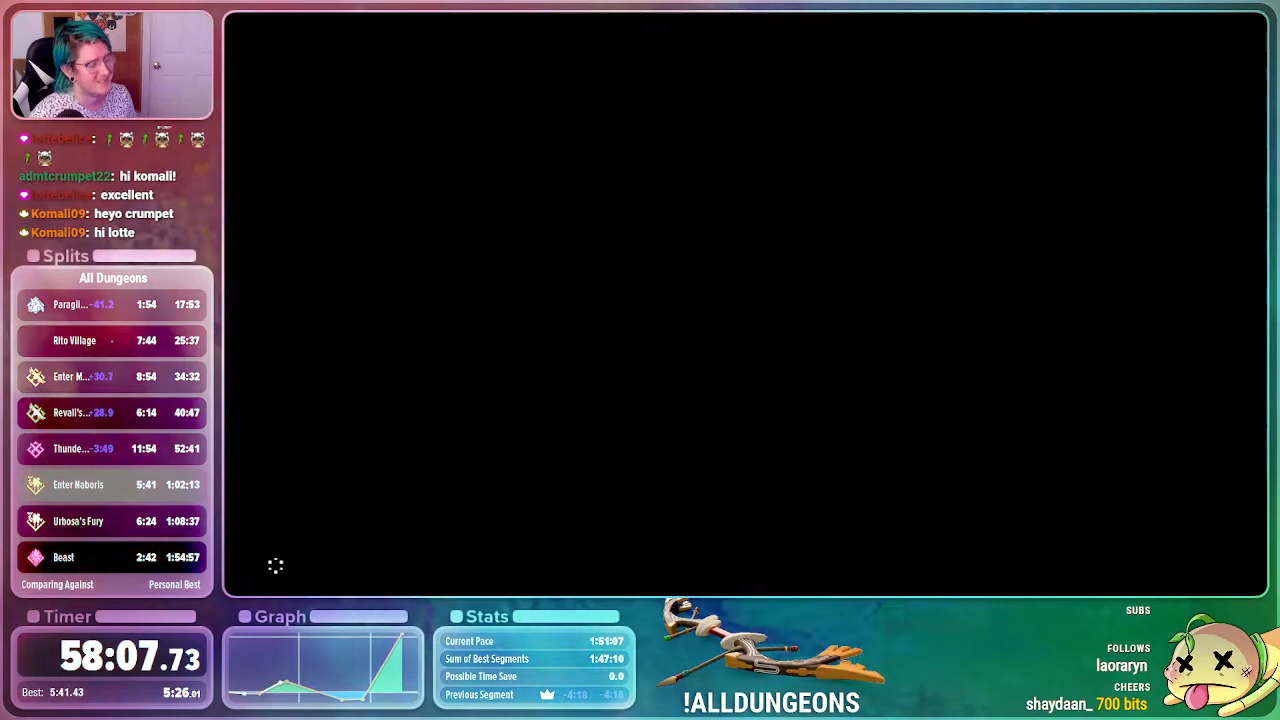 admtcrumpet22: hi komali!
: excellent
Komali09: heyo crumpet
Komali09: hi lotte
Splits
All Dungeons
Paragli... -41.2 1:54 17:53
Rito Village - 7:44 25:37
Enter M... -30.7 8:54 34:32
Revali's... -28.9 6:14 40:47
Thunde... -3:49 11:54 52:41
Enter Naboris 5:41 1:02:13
Urbosa's Fury 6:24 1:08:37
Beast 2:42 1:54:57
Comparing Against Personal Best
Timer
58:07.73
Best: 5:41.43 5:26.01
Graph
Stats
Current Pace 1:51:07
Sum of Best Segments 1:47:10
Possible Time Save 0.0
Previous Segment -4:18 -4:18
!ALLDUNGEONS
SUBS
FOLLOWS
laoraryn
CHEERS
shaydaan_ 700 bits